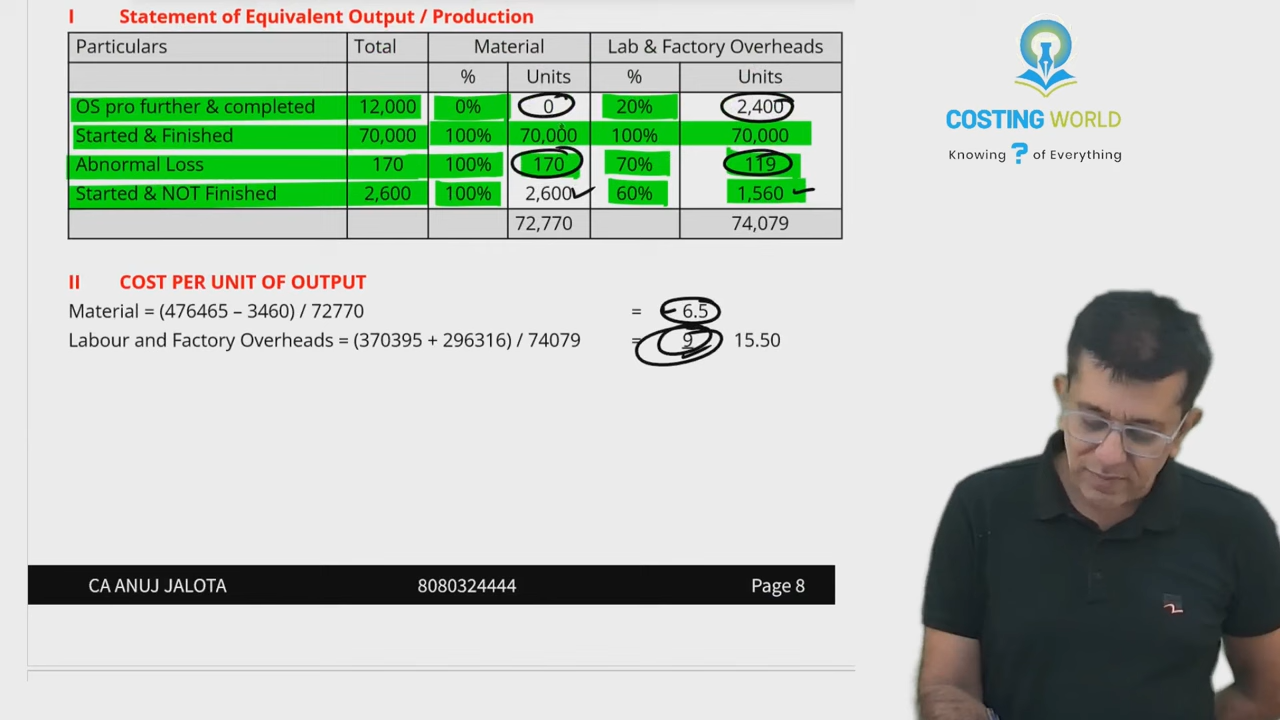 I Statement of Equivalent Output / Production
Particulars Total Material Lab & Factory Overheads
% Units % Units
OS pro further & completed 12,000 0% 0 20% 2,400
Started & Finished 70,000 100% 70,000 100% 70,000
Abnormal Loss 170 100% 170 70% 119
Started & NOT Finished 2,600 100% 2,600 60% 1,560
72,770 74,079
II COST PER UNIT OF OUTPUT
Material = (476465 – 3460) / 72770 = 6.5
Labour and Factory Overheads = (370395 + 296316) / 74079 = 9 15.50
CA ANUJ JALOTA 8080324444 Page 8
COSTING WORLD
Knowing ? of Everything